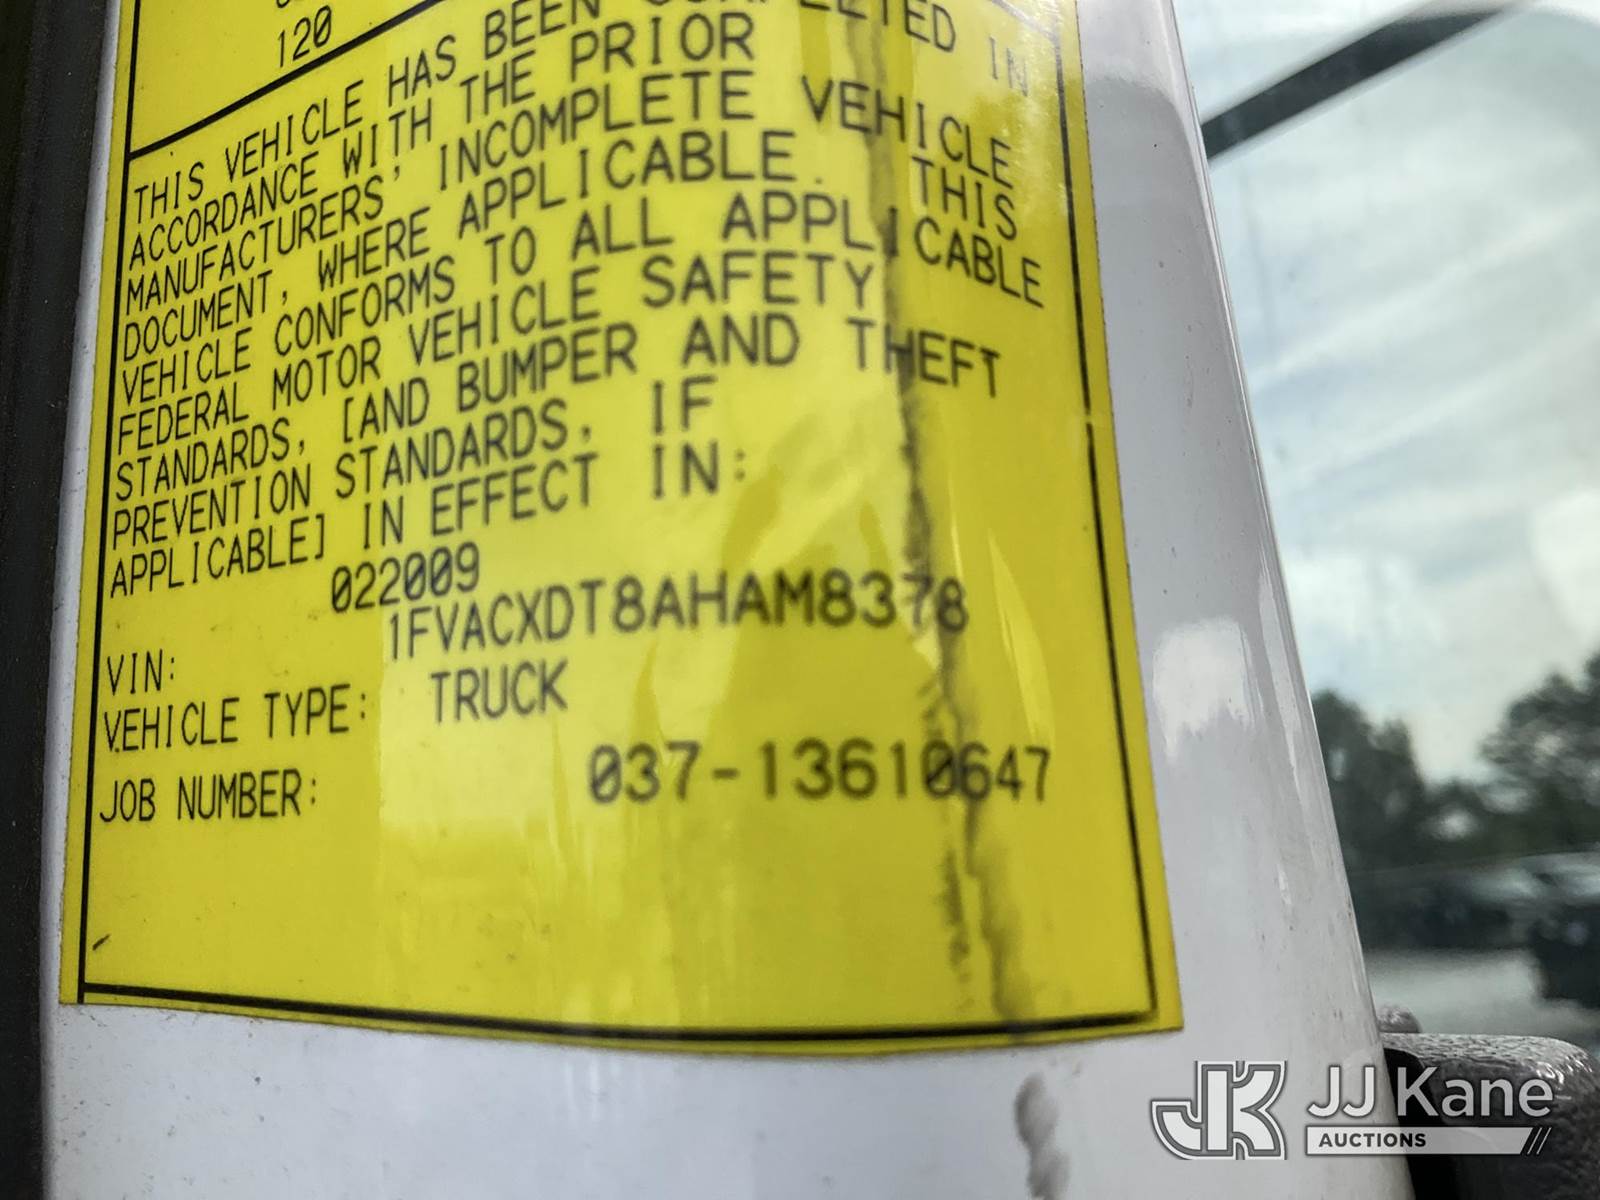 120
THIS VEHICLE HAS BEEN COMPLETED IN
ACCORDANCE WITH THE PRIOR
MANUFACTURERS' INCOMPLETE VEHICLE
DOCUMENT, WHERE APPLICABLE. THIS
VEHICLE CONFORMS TO ALL APPLICABLE
FEDERAL MOTOR VEHICLE SAFETY
STANDARDS, [AND BUMPER AND THEFT
PREVENTION STANDARDS, IF
APPLICABLE] IN EFFECT IN:
022009
VIN: 1FVACXDT8AHAM8378
VEHICLE TYPE: TRUCK
JOB NUMBER: 037-13610647
JK JJ Kane
AUCTIONS